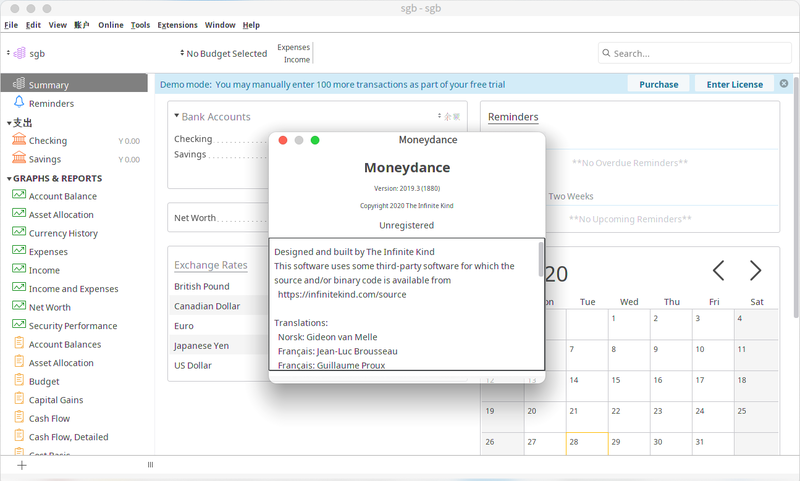 sgb - sgb
File Edit View 账户 Online Tools Extensions Window Help
sgb
No Budget Selected
Expenses
Income
Search...
Summary
Reminders
支出
Checking Y 0.00
Savings Y 0.00
GRAPHS & REPORTS
Account Balance
Asset Allocation
Currency History
Expenses
Income
Income and Expenses
Net Worth
Security Performance
Account Balances
Asset Allocation
Budget
Capital Gains
Cash Flow
Cash Flow, Detailed
Cost Basis
Demo mode: You may manually enter 100 more transactions as part of your free trial
Purchase
Enter License
Bank Accounts 余累
Checking
Savings
Net Worth
Exchange Rates
British Pound
Canadian Dollar
Euro
Japanese Yen
US Dollar
Moneydance
Moneydance
Version: 2019.3 (1880)
Copyright 2020 The Infinite Kind
Unregistered
Designed and built by The Infinite Kind
This software uses some third-party software for which the
source and/or binary code is available from
https://infinitekind.com/source
Translations:
Norsk: Gideon van Melle
Français: Jean-Luc Brousseau
Français: Guillaume Proux
Reminders
**No Overdue Reminders**
Two Weeks
**No Upcoming Reminders**
20
on Tue Wed Thu Fri Sat
1 2 3 4
7 8 9 10 11
12 13 14 15 16 17 18
19 20 21 22 23 24 25
26 27 28 29 30 31